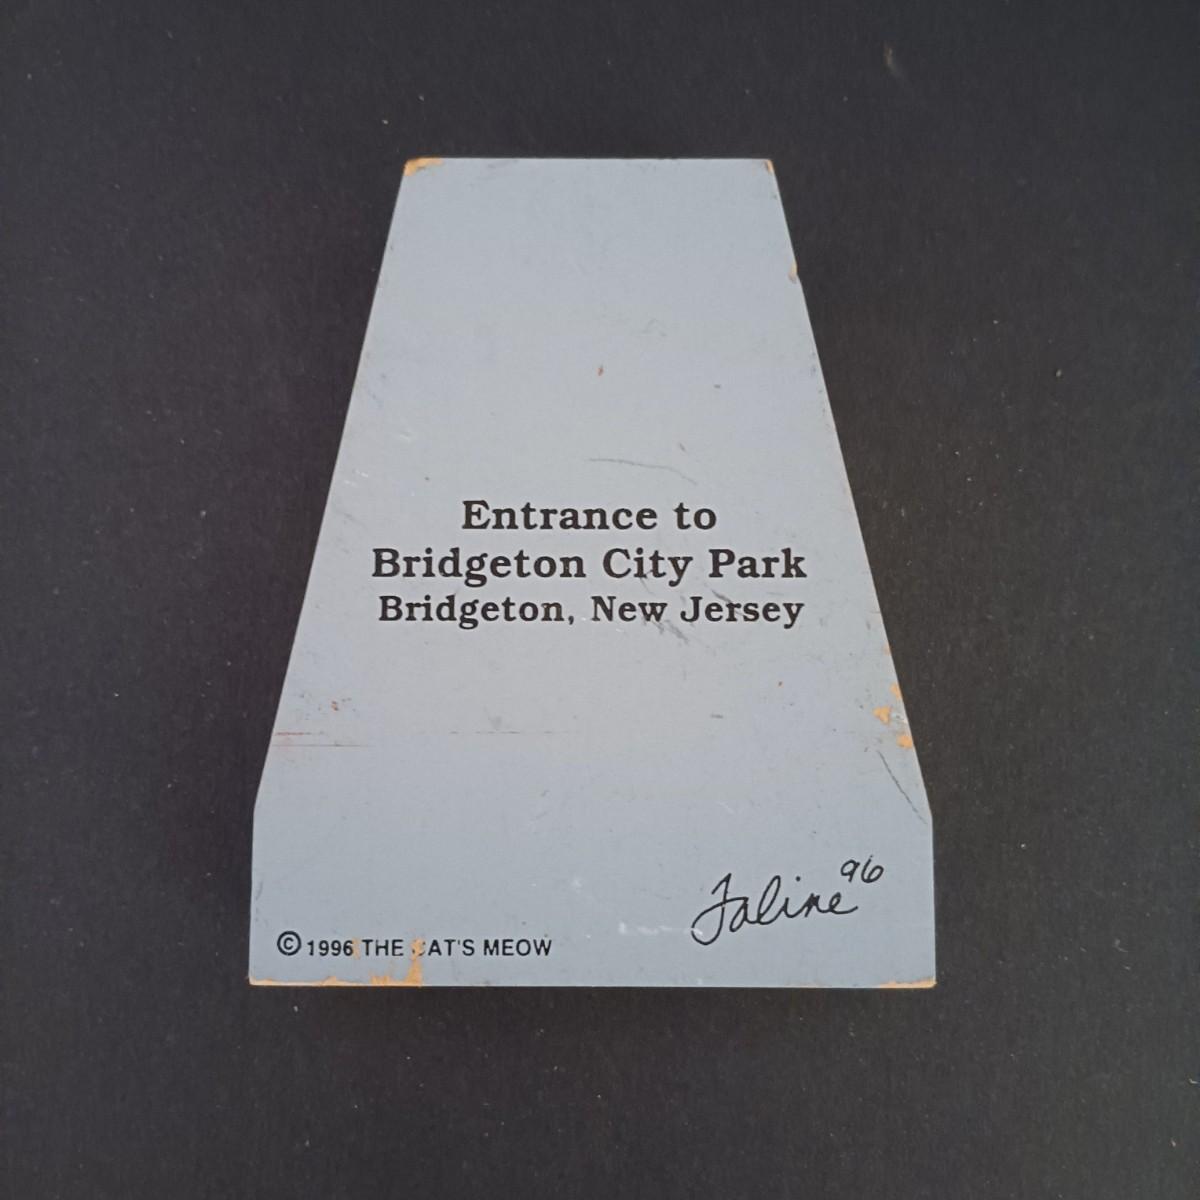 Entrance to
Bridgeton City Park
Bridgeton, New Jersey
Faline 96
© 1996 THE CAT'S MEOW